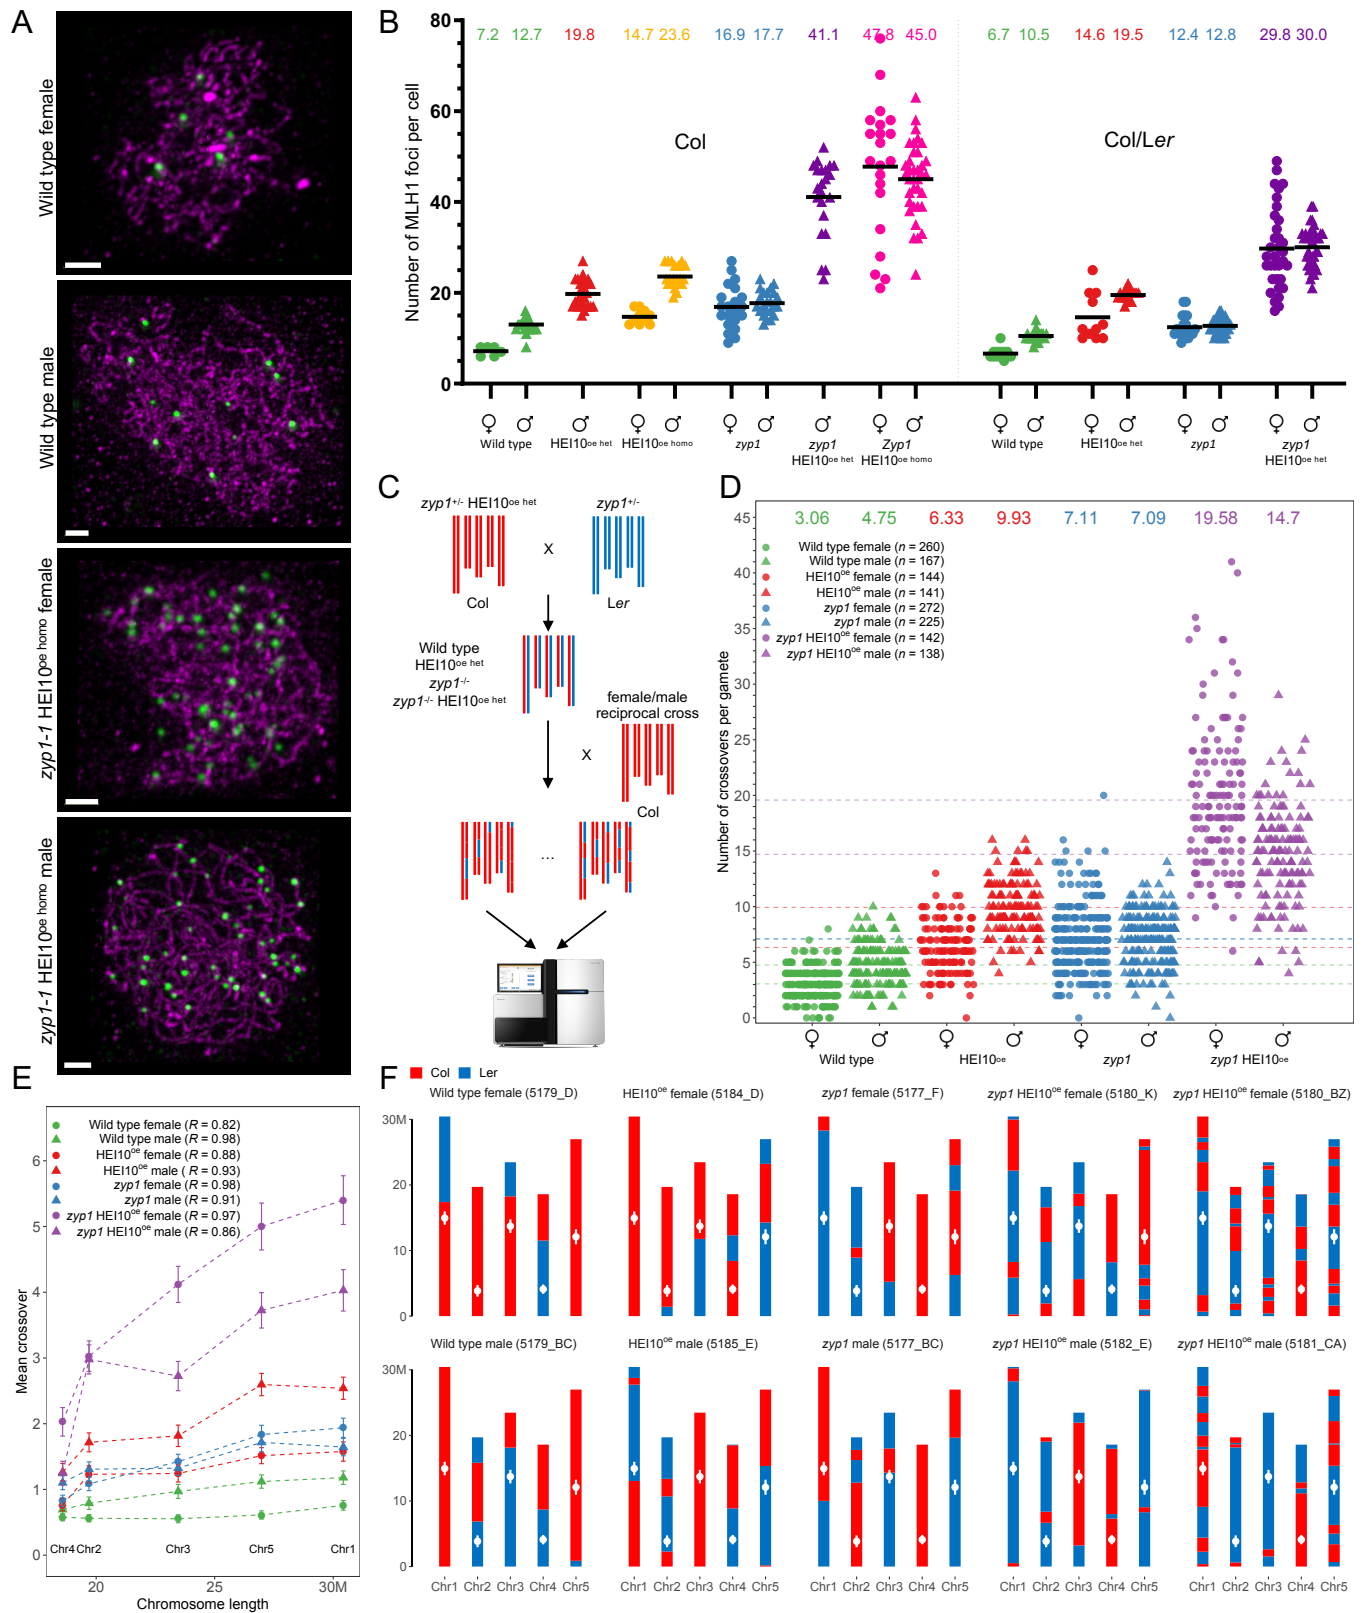 A
Wild type female
Wild type male
zyp1-1 HEI10oe homo female
zyp1-1 HEI10oe homo male
B
7.2 12.7 19.8 14.7 23.6 16.9 17.7 41.1 47.8 45.0 6.7 10.5 14.6 19.5 12.4 12.8 29.8 30.0
Number of MLH1 foci per cell
80
60
40
20
0
Col
Col/Ler
♀ ♂ ♂ ♀ ♂ ♀ ♂ ♂ ♀ ♂ ♀ ♂ ♀ ♂ ♀ ♂ ♀ ♂
Wild type HEI10oe het HEI10oe homo zyp1 zyp1 HEI10oe het Zyp1 HEI10oe homo Wild type HEI10oe het zyp1 zyp1 HEI10oe het
C
zyp1+/- HEI10oe het
zyp1+/-
X
Col
Ler
Wild type
HEI10oe het
zyp1-/-
zyp1-/- HEI10oe het
female/male
reciprocal cross
X
Col
...
D
3.06 4.75 6.33 9.93 7.11 7.09 19.58 14.7
Wild type female (n = 260)
Wild type male (n = 167)
HEI10oe female (n = 144)
HEI10oe male (n = 141)
zyp1 female (n = 272)
zyp1 male (n = 225)
zyp1 HEI10oe female (n = 142)
zyp1 HEI10oe male (n = 138)
Number of crossovers per gamete
45
40
35
30
25
20
15
10
5
0
♀ ♂ ♀ ♂ ♀ ♂ ♀ ♂
Wild type HEI10oe zyp1 zyp1 HEI10oe
E
Wild type female (R = 0.82)
Wild type male (R = 0.98)
HEI10oe female (R = 0.88)
HEI10oe male ( R = 0.93)
zyp1 female (R = 0.98)
zyp1 male (R = 0.91)
zyp1 HEI10oe female (R = 0.97)
zyp1 HEI10oe male (R = 0.86)
Mean crossover
6
5
4
3
2
1
0
Chr4 Chr2 Chr3 Chr5 Chr1
20 25 30M
Chromosome length
F
Col Ler
Wild type female (5179_D) HEI10oe female (5184_D) zyp1 female (5177_F) zyp1 HEI10oe female (5180_K) zyp1 HEI10oe female (5180_BZ)
30M
20
10
0
Wild type male (5179_BC) HEI10oe male (5185_E) zyp1 male (5177_BC) zyp1 HEI10oe male (5182_E) zyp1 HEI10oe male (5181_CA)
30M
20
10
0
Chr1 Chr2 Chr3 Chr4 Chr5 Chr1 Chr2 Chr3 Chr4 Chr5 Chr1 Chr2 Chr3 Chr4 Chr5 Chr1 Chr2 Chr3 Chr4 Chr5 Chr1 Chr2 Chr3 Chr4 Chr5